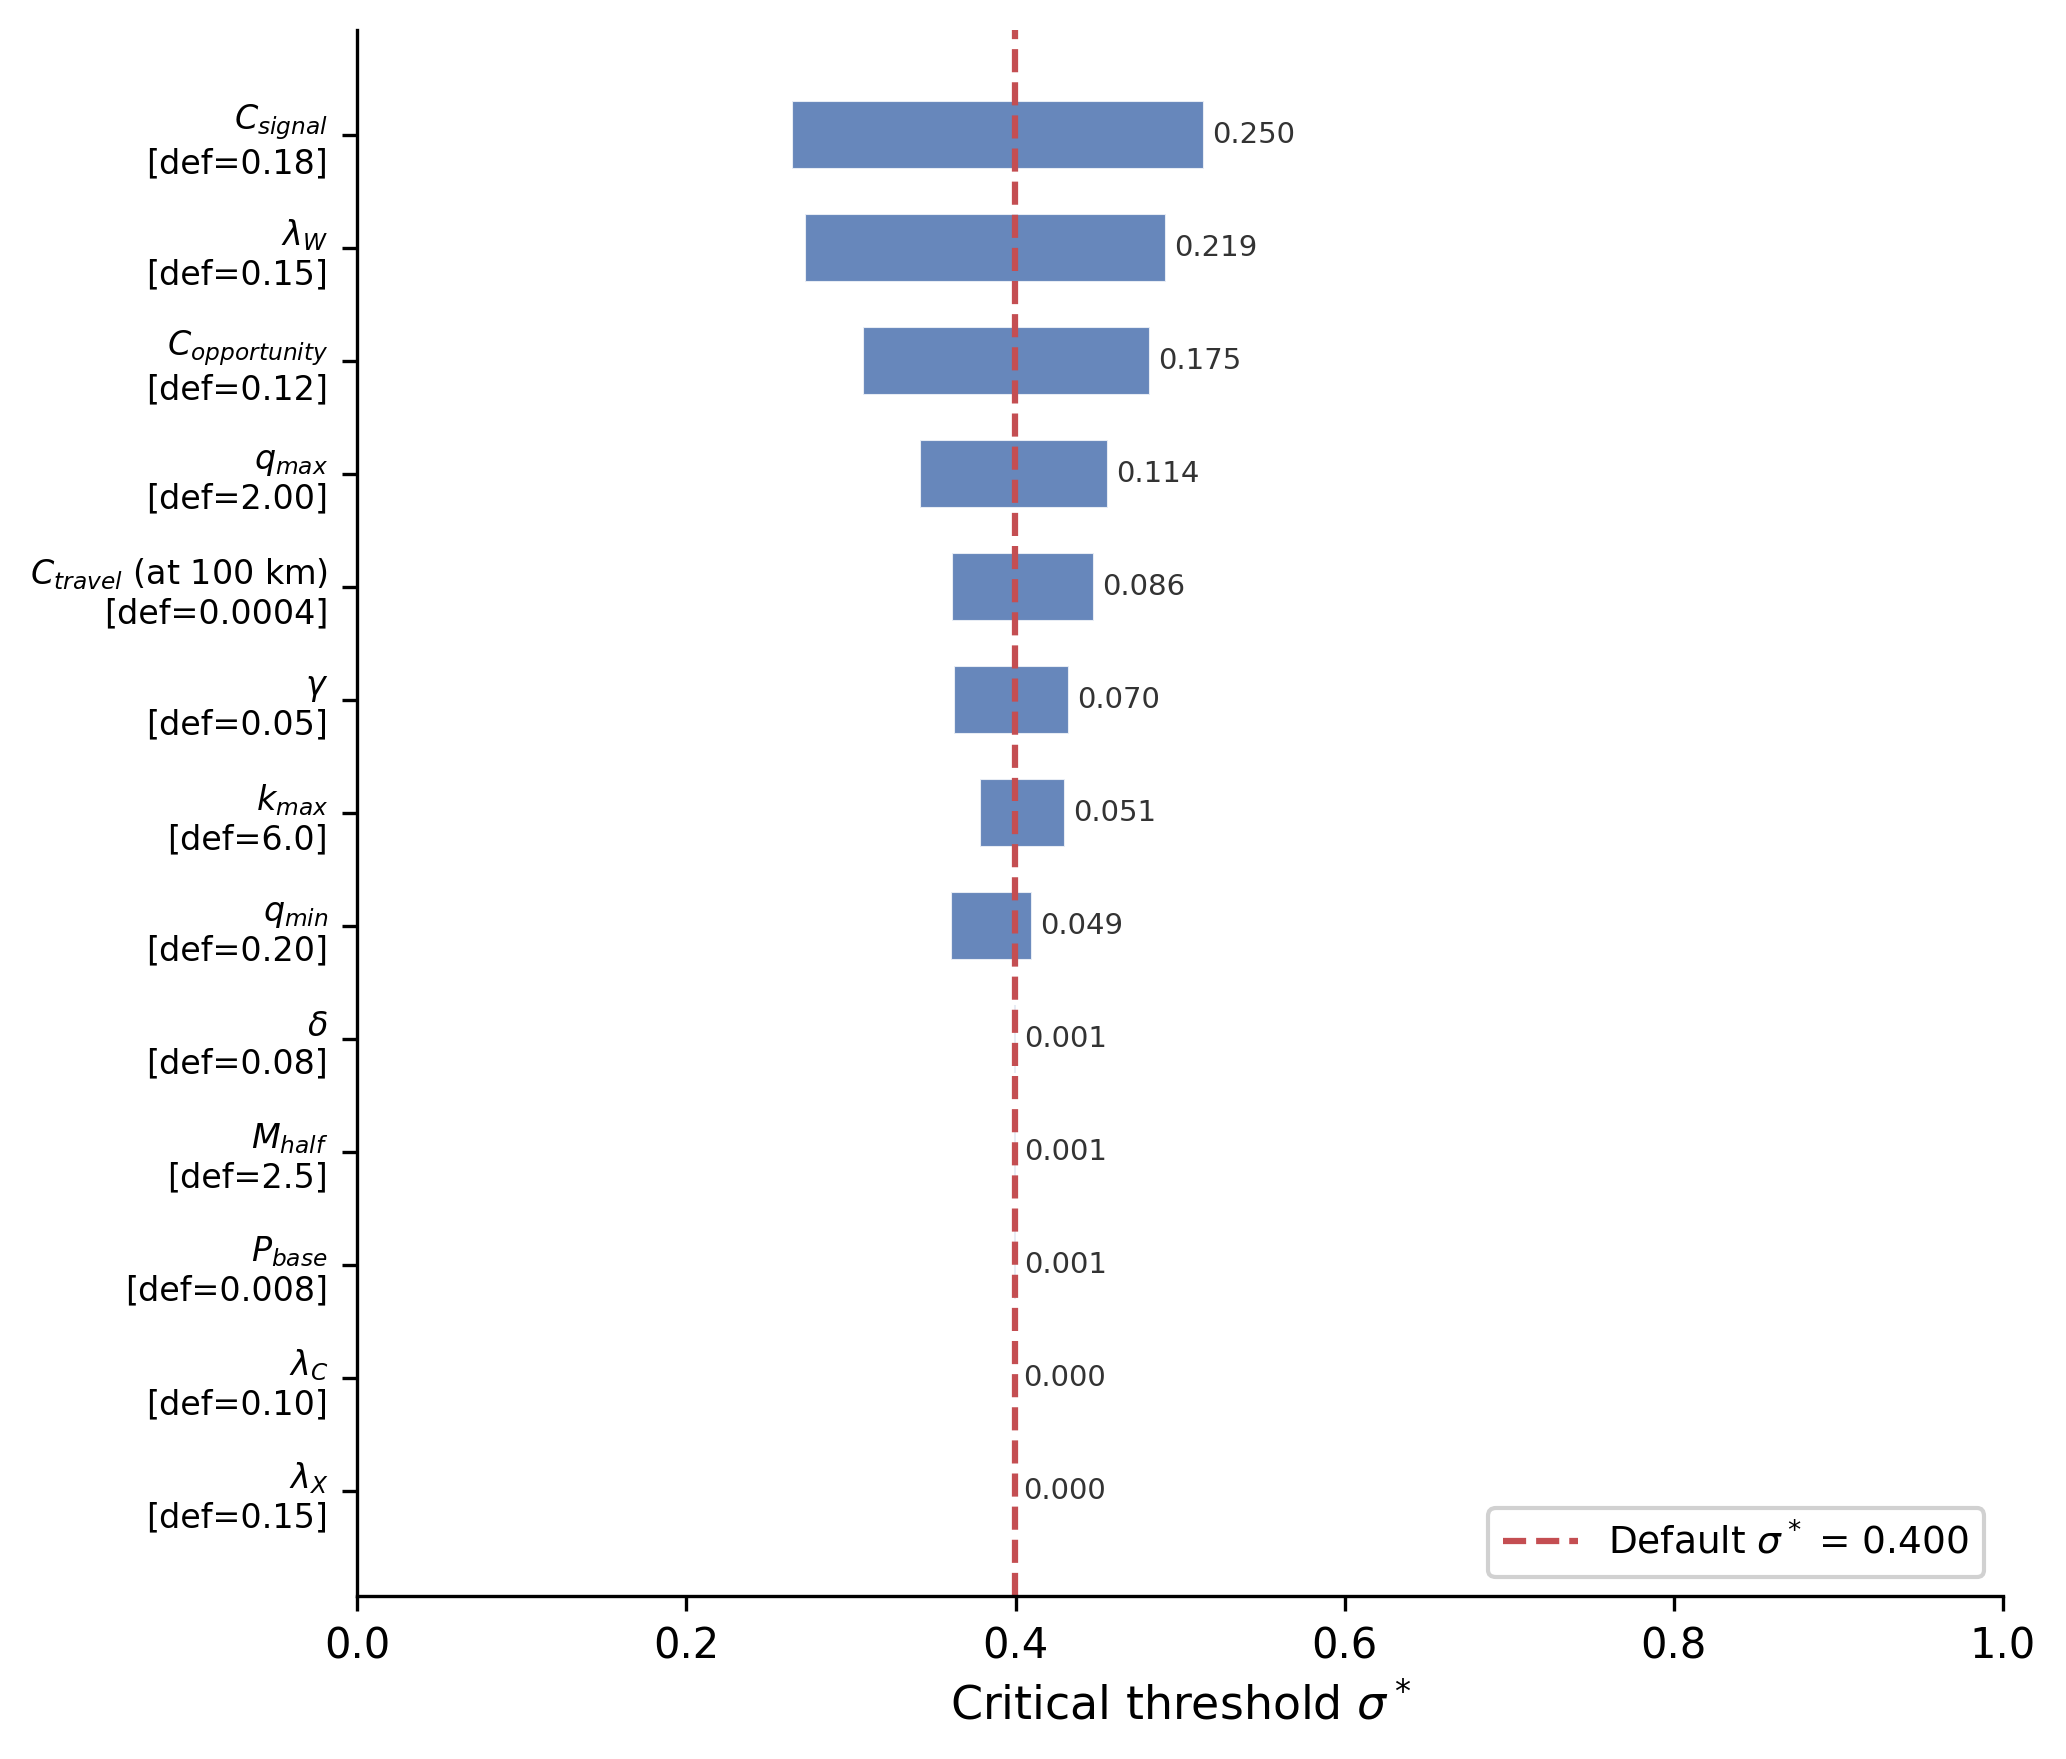 C_signal
[def=0.18]
0.250
λ_W
[def=0.15]
0.219
C_opportunity
[def=0.12]
0.175
q_max
[def=2.00]
0.114
C_travel (at 100 km)
[def=0.0004]
0.086
γ
[def=0.05]
0.070
k_max
[def=6.0]
0.051
q_min
[def=0.20]
0.049
δ
[def=0.08]
0.001
M_half
[def=2.5]
0.001
P_base
[def=0.008]
0.001
λ_C
[def=0.10]
0.000
λ_X
[def=0.15]
0.000
Default σ* = 0.400
0.0 0.2 0.4 0.6 0.8 1.0
Critical threshold σ*